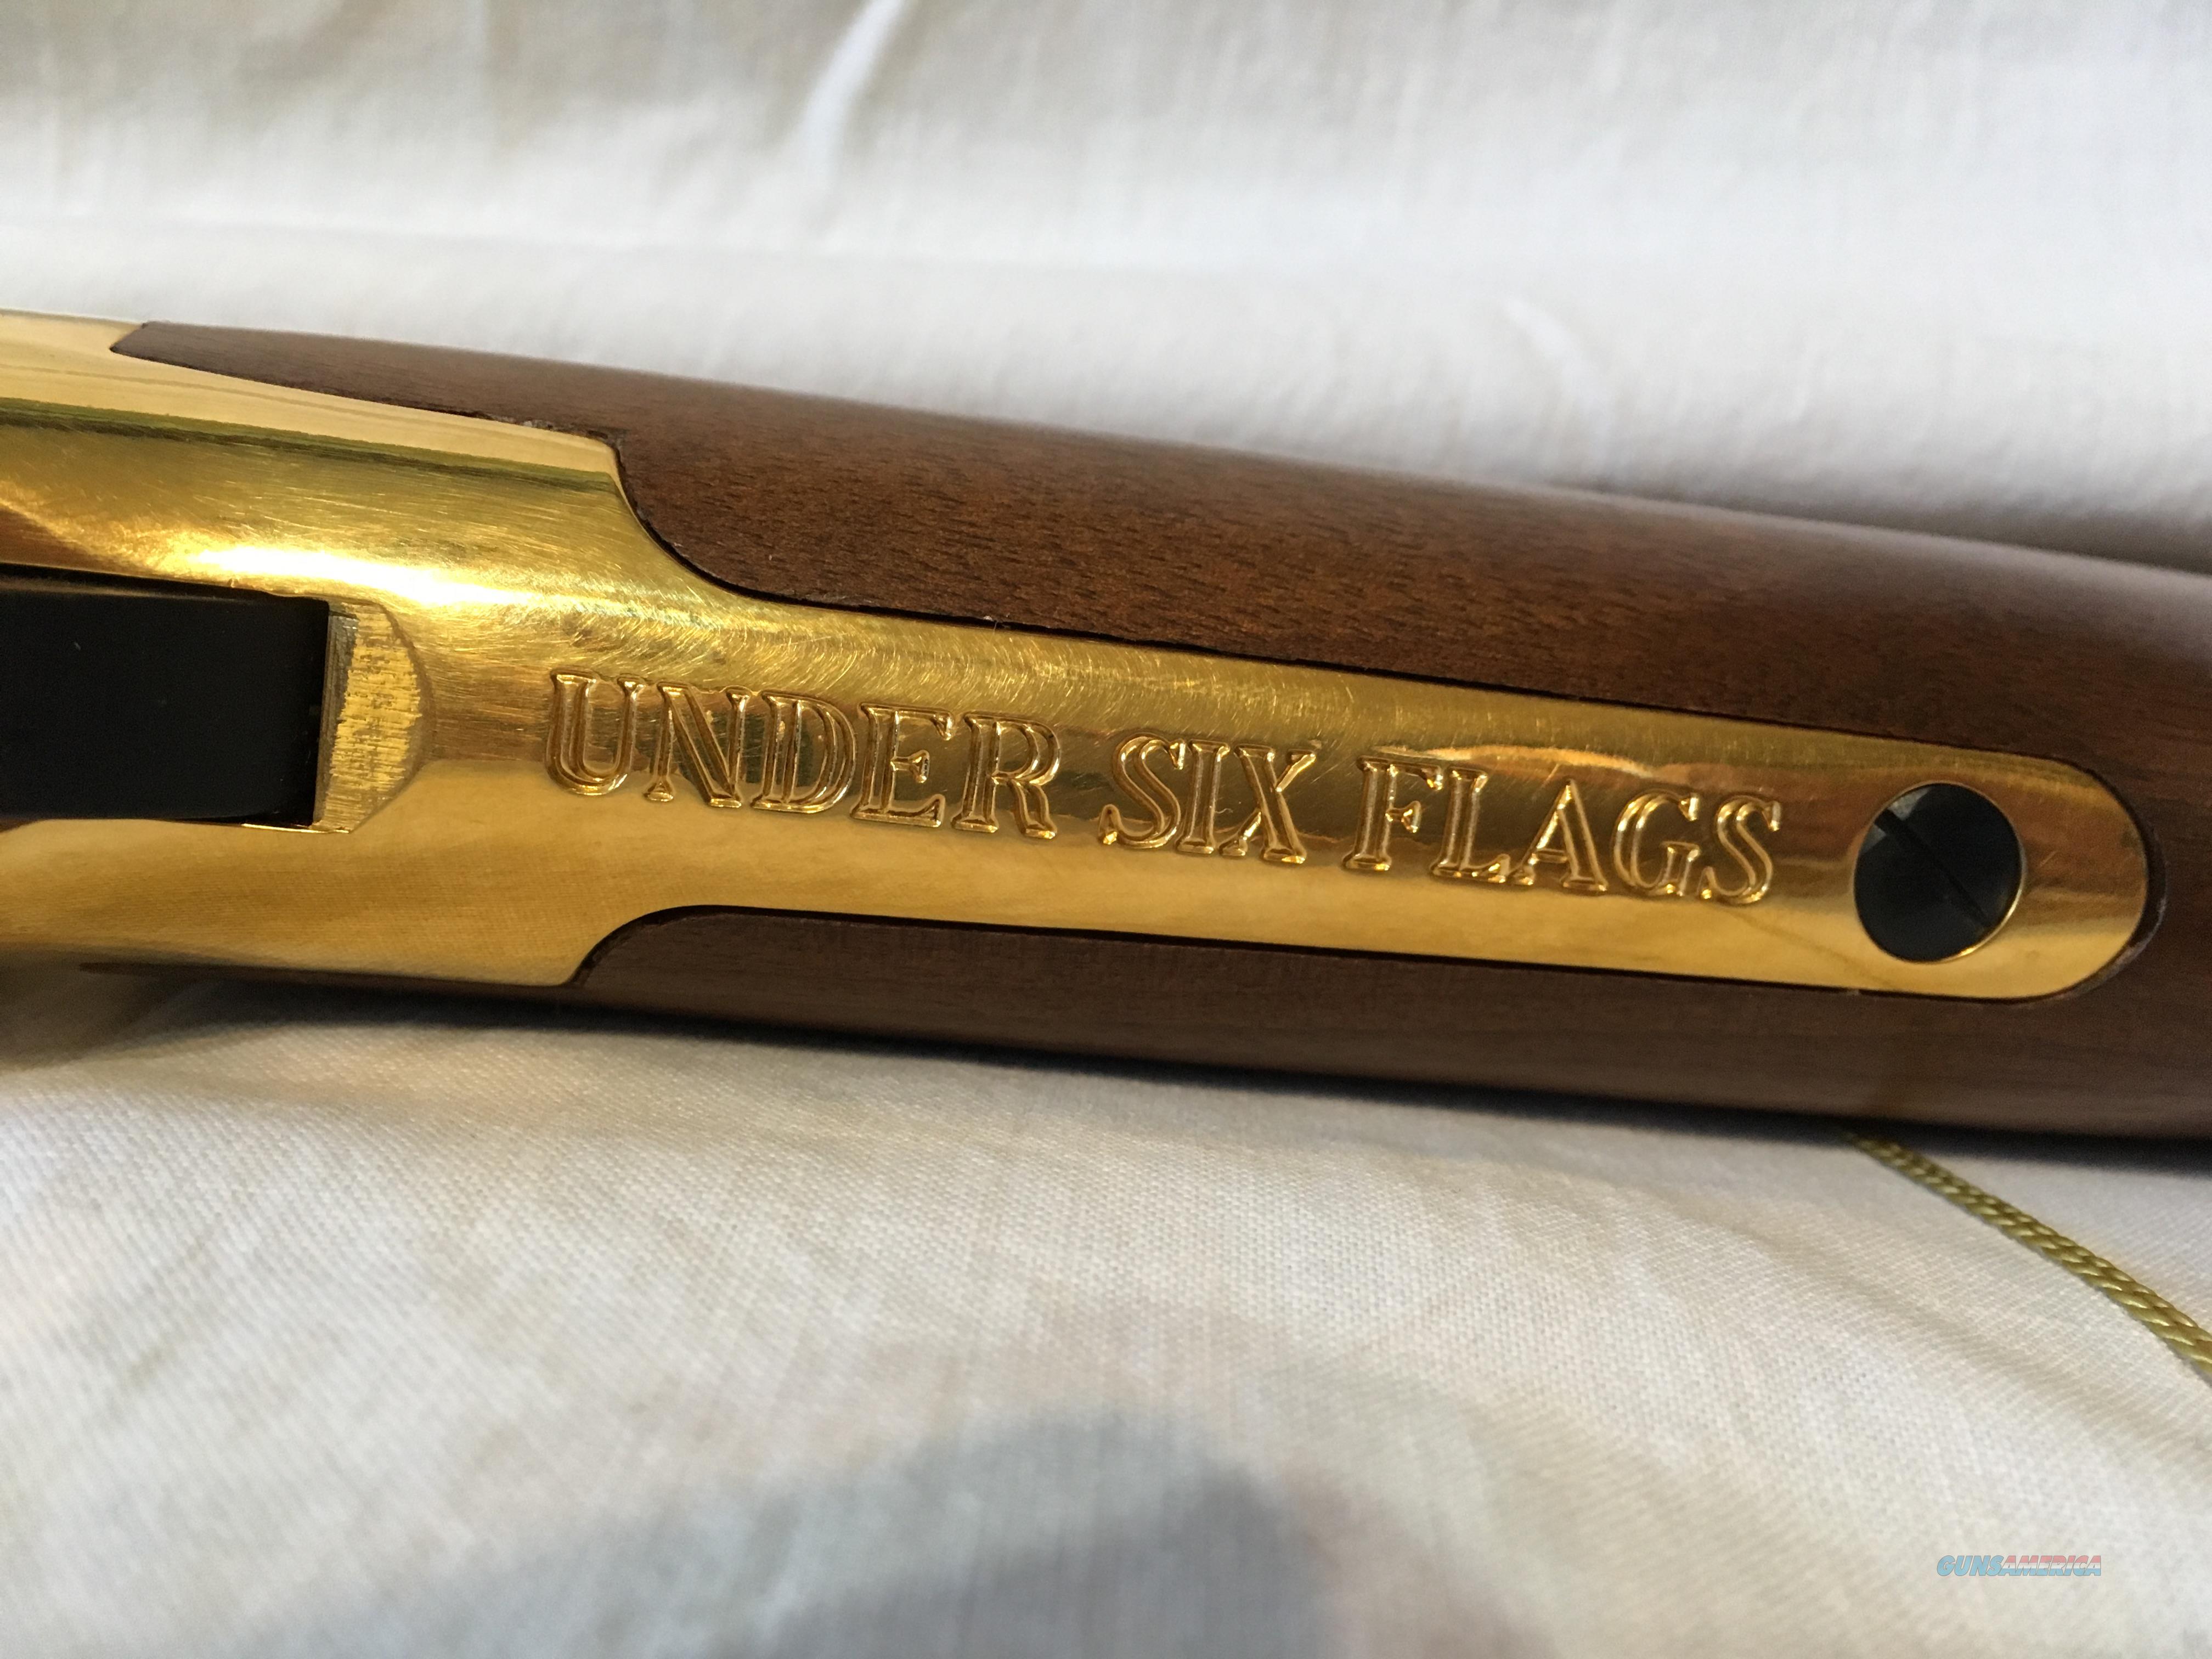 UNDER SIX FLAGS
GUNSAMERICA